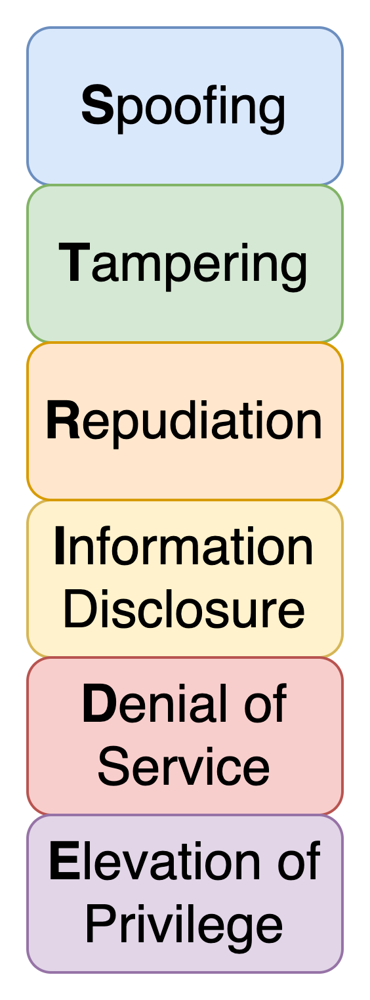 Spoofing
Tampering
Repudiation
Information
Disclosure
Denial of
Service
Elevation of
Privilege